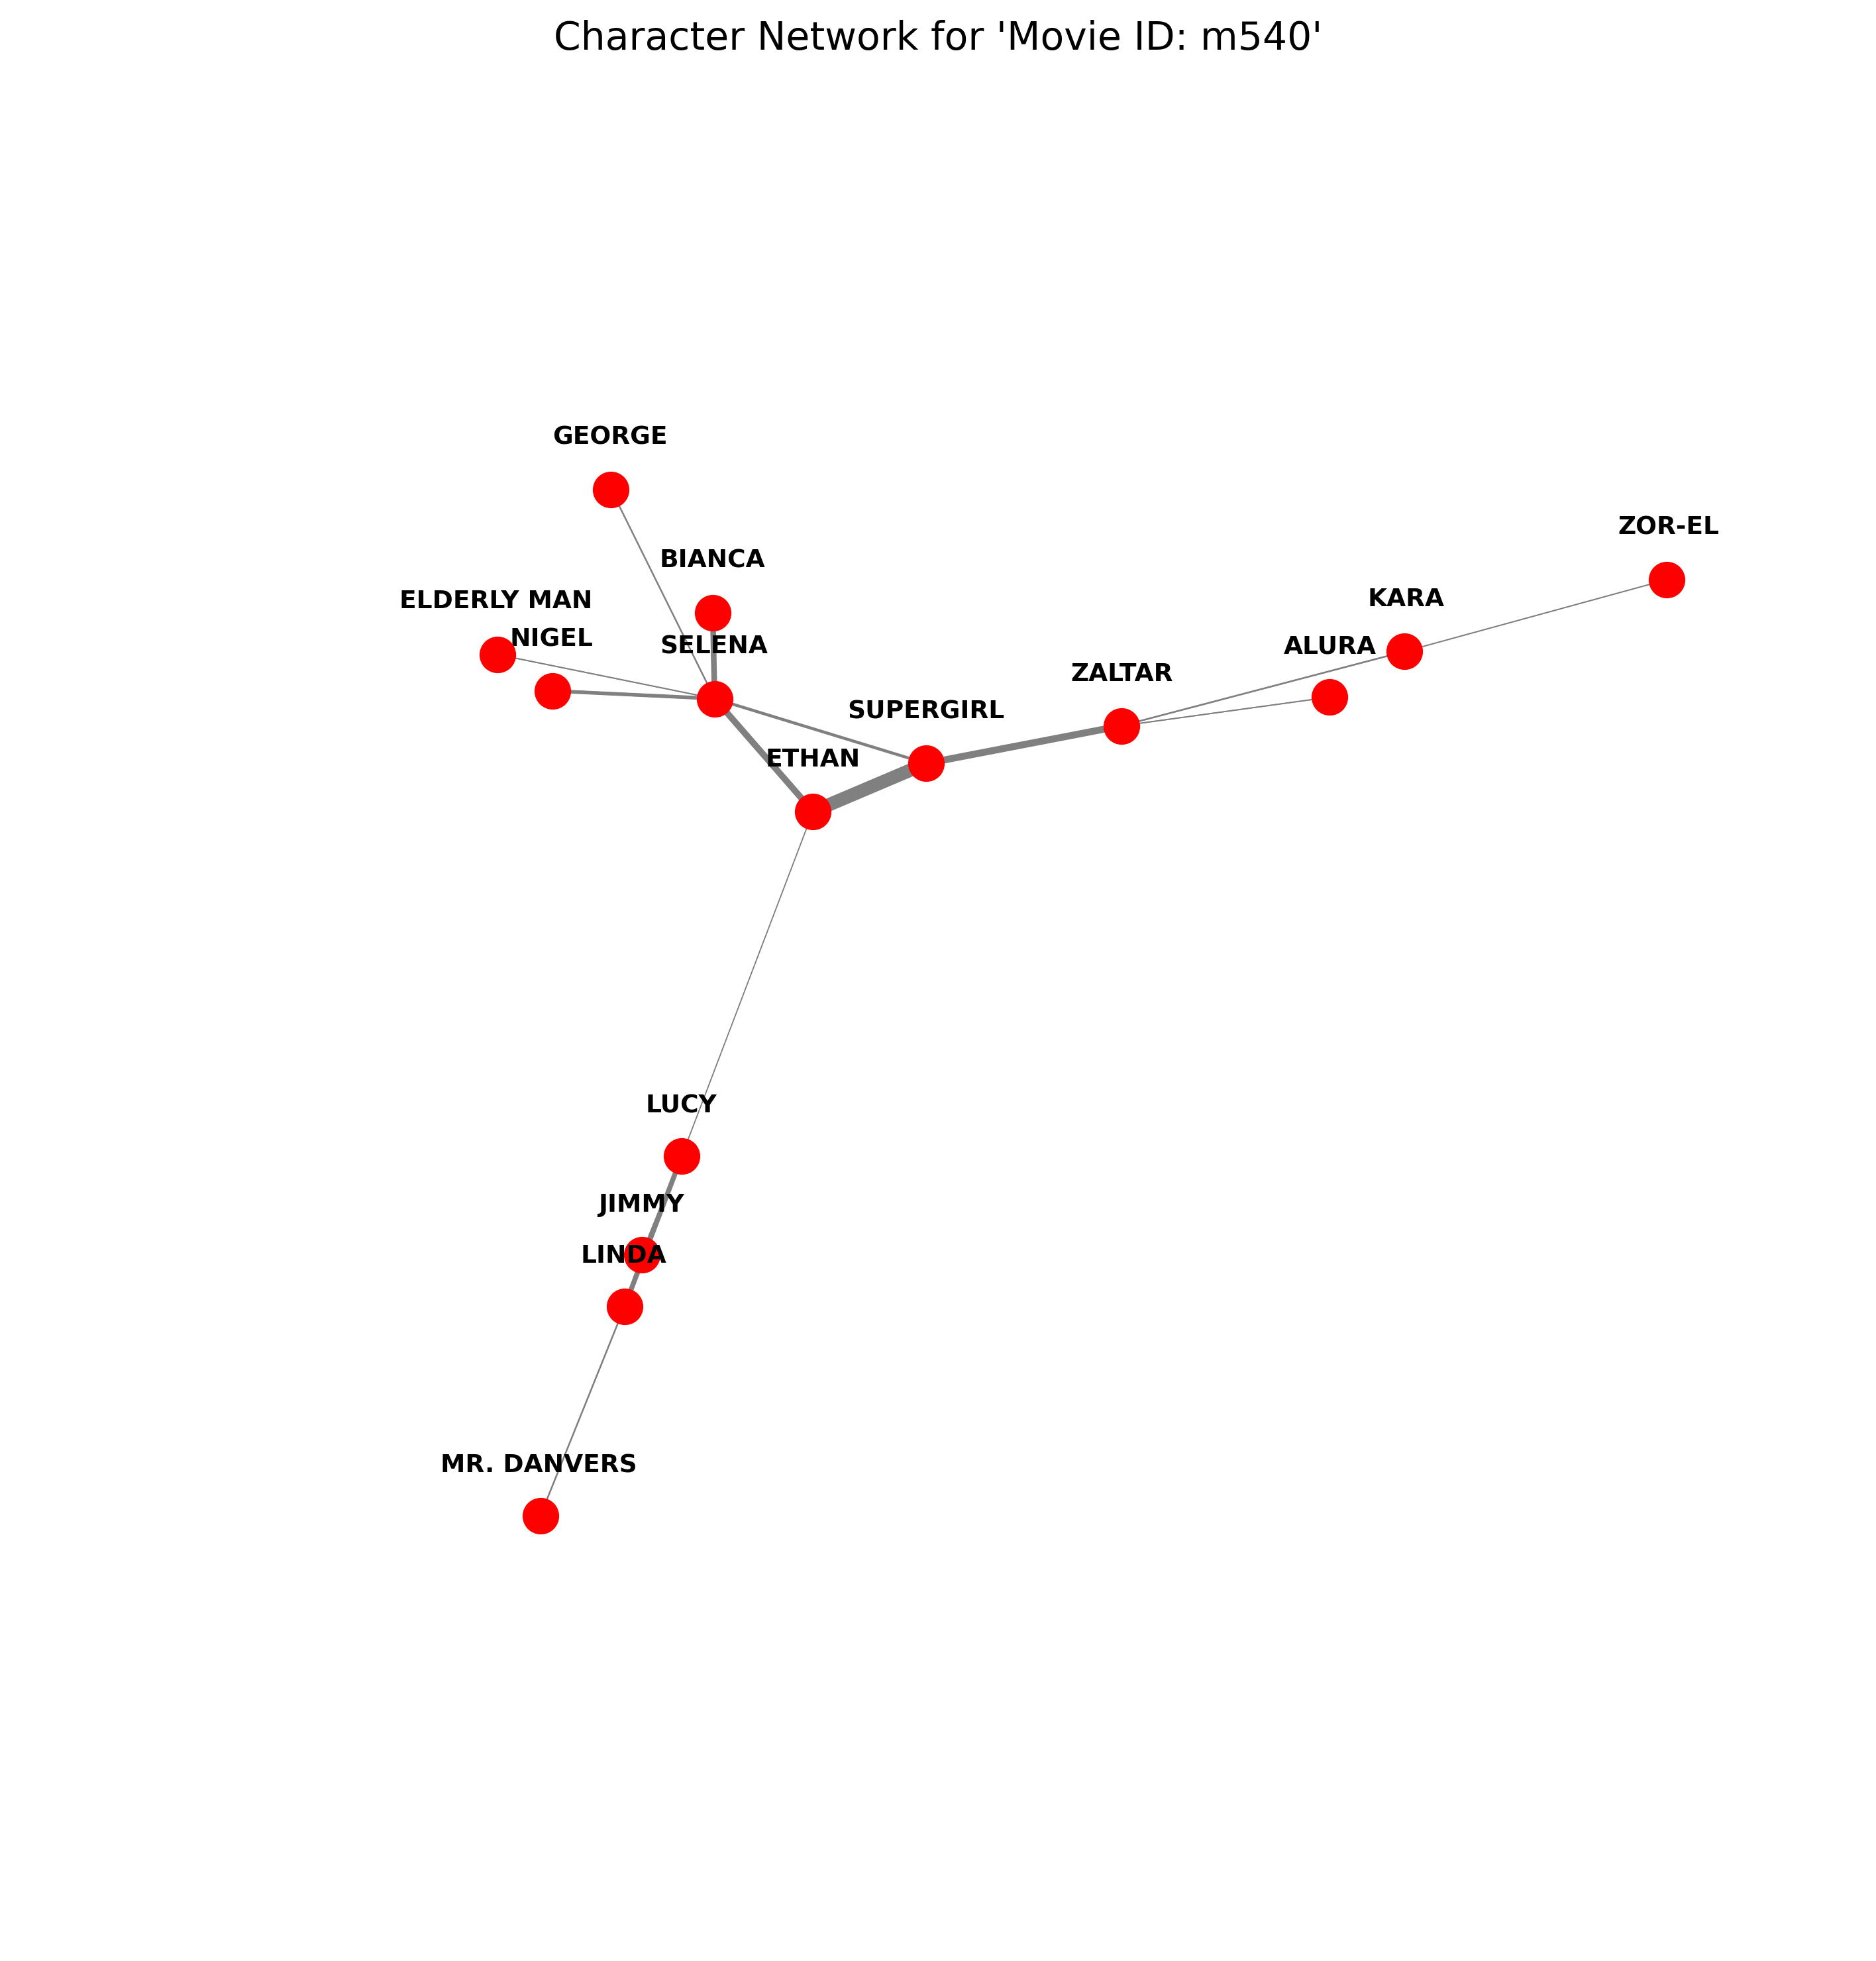 Character Network for 'Movie ID: m540'
GEORGE
ZOR-EL
BIANCA
KARA
ELDERLY MAN
NIGEL
SELENA
ALURA
ZALTAR
SUPERGIRL
ETHAN
LUCY
JIMMY
LINDA
MR. DANVERS